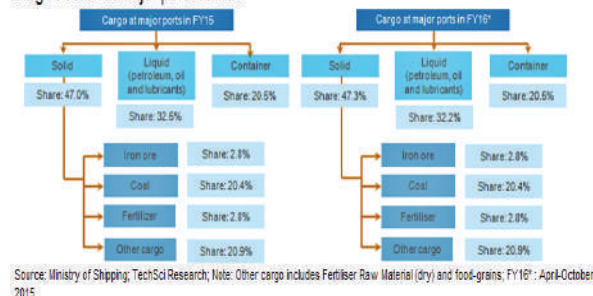 Cargo at major ports in FY15
Solid
Liquid
(petroleum, oil
and lubricants)
Container
Share: 47.0%
Share: 32.5%
Share: 20.5%
Iron ore
Share: 2.8%
Coal
Share: 20.4%
Fertilizer
Share: 2.8%
Other cargo
Share: 20.9%
Cargo at major ports in FY16*
Solid
Liquid
(petroleum, oil
and lubricants)
Container
Share: 47.3%
Share: 32.2%
Share: 20.5%
Iron ore
Share: 2.8%
Coal
Share: 20.4%
Fertiliser
Share: 2.8%
Other cargo
Share: 20.9%
Source: Ministry of Shipping; TechSci Research; Note: Other cargo includes Fertiliser Raw Material (dry) and food-grains; FY16* : April-October
2015